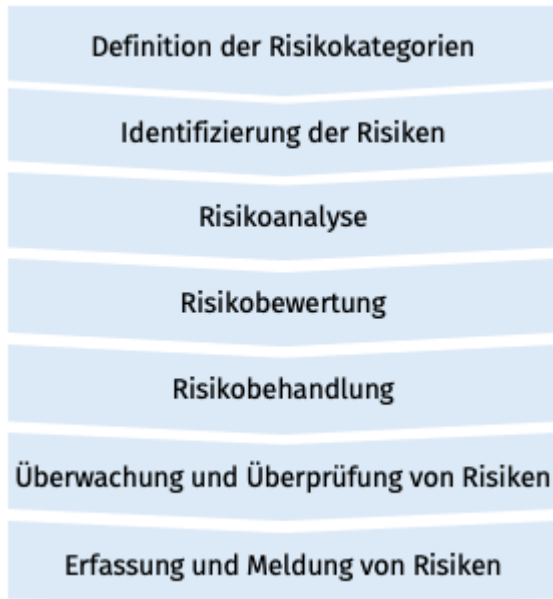 Definition der Risikokategorien
Identifizierung der Risiken
Risikoanalyse
Risikobewertung
Risikobehandlung
Überwachung und Überprüfung von Risiken
Erfassung und Meldung von Risiken